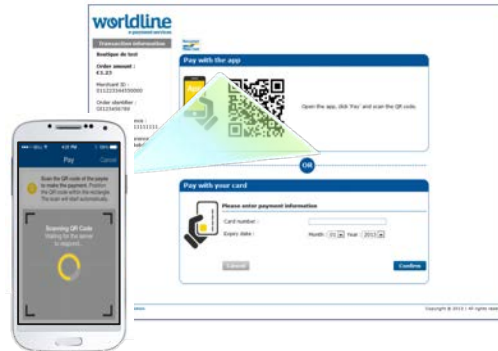 worldline
e-payment services
Transaction information
Boutique de test
Order amount :
€1.23
Merchant ID :
Order identifier :
Pay with the app
App
Open the app, click 'Pay' and scan the QR code.
OR
Pay with your card
Please enter payment information
Card number :
Expiry date :
Month 01 Year 2013
Cancel
Confirm
4:21 PM
Pay
Cancel
Scan the QR code of the payee
to make the payment. Position
the QR code within the rectangle.
The scan will start automatically.
Scanning QR Code
Waiting for the server
to respond...